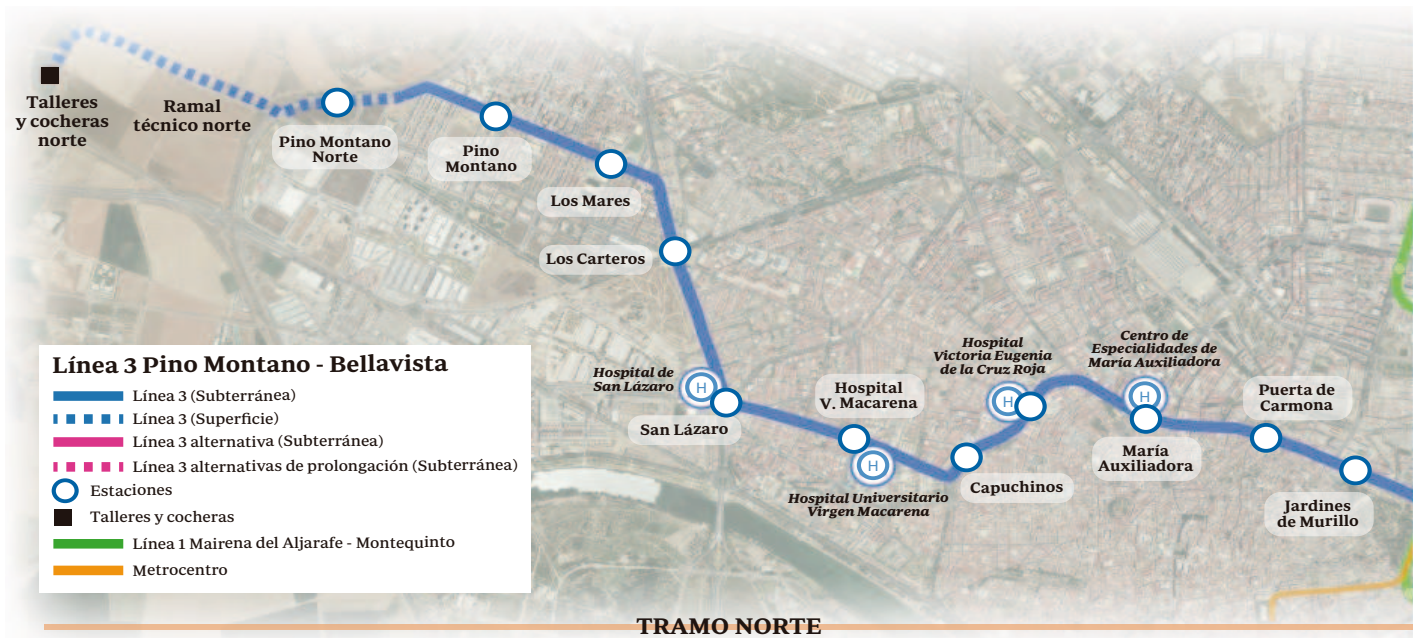 Talleres
y cocheras
norte
Ramal
técnico norte
Pino Montano
Norte
Pino
Montano
Los Mares
Los Carteros
Hospital de
San Lázaro
H
San Lázaro
Hospital
V. Macarena
H
Hospital Universitario
Virgen Macarena
Capuchinos
Hospital
Victoria Eugenia
de la Cruz Roja
H
Centro de
Especialidades de
María Auxiliadora
H
María
Auxiliadora
Puerta de
Carmona
Jardines
de Murillo
Línea 3 Pino Montano - Bellavista
Línea 3 (Subterránea)
Línea 3 (Superficie)
Línea 3 alternativa (Subterránea)
Línea 3 alternativas de prolongación (Subterránea)
Estaciones
Talleres y cocheras
Línea 1 Mairena del Aljarafe - Montequinto
Metrocentro
TRAMO NORTE